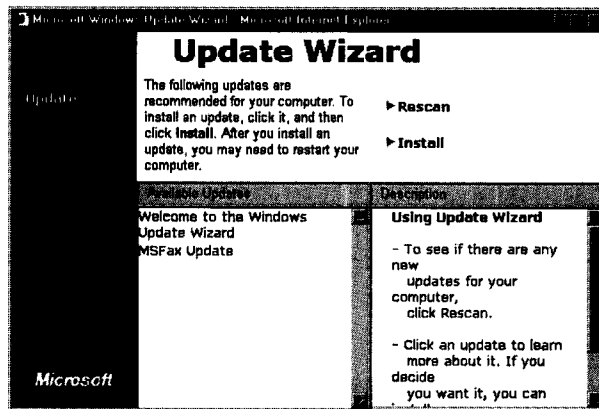 Microsoft Windows Update Wizard - Microsoft Internet Explorer
Update Wizard
Update
The following updates are
recommended for your computer. To
install an update, click it, and then
click Install. After you install an
update, you may need to restart your
computer.
Rescan
Install
Available Updates
Welcome to the Windows
Update Wizard
MSFax Update
Description
Using Update Wizard
- To see if there are any
new
updates for your
computer,
click Rescan.
- Click an update to learn
more about it. If you
decide
you want it, you can
Microsoft